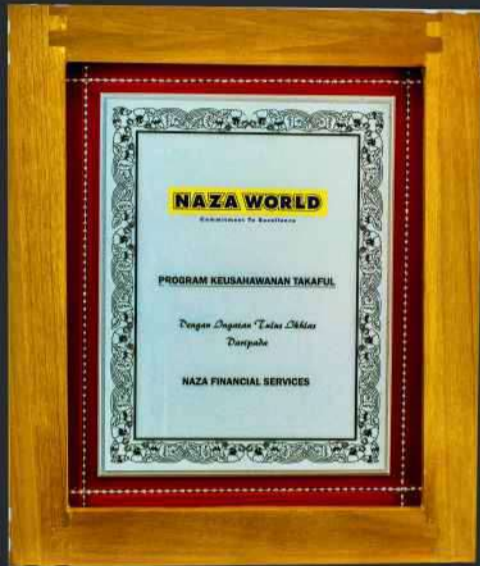 NAZA WORLD
Commitment To Excellence
PROGRAM KEUSAHAWANAN TAKAFUL
Dengan Ingatan Tulus Ikhlas
Daripada
NAZA FINANCIAL SERVICES